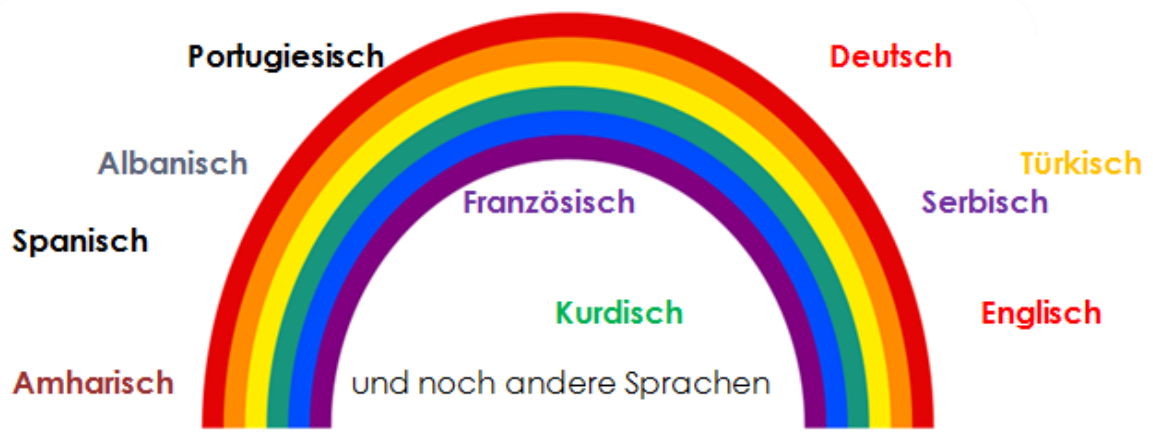 Portugiesisch
Deutsch
Albanisch
Türkisch
Französisch
Serbisch
Spanisch
Kurdisch
Englisch
Amharisch
und noch andere Sprachen